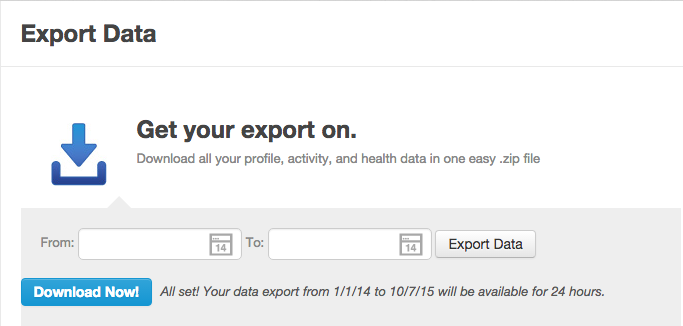 Export Data
Get your export on.
Download all your profile, activity, and health data in one easy .zip file
From: 14 To: 14 Export Data
Download Now! All set! Your data export from 1/1/14 to 10/7/15 will be available for 24 hours.